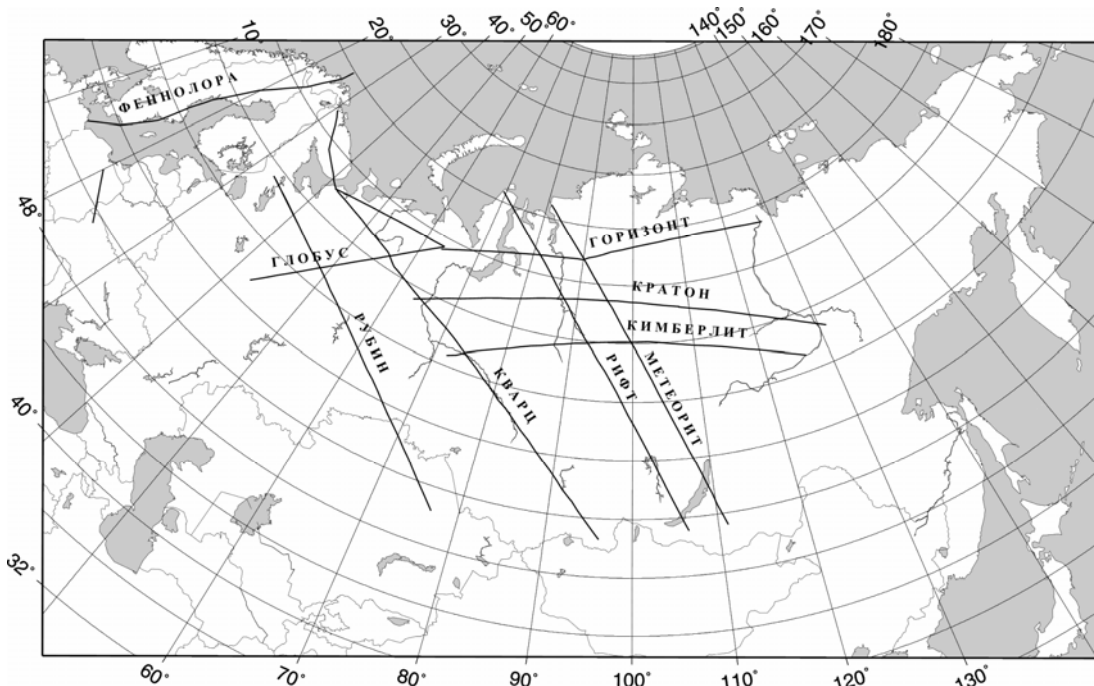 10°
20°
30°
40°
50°
60°
140°
150°
160°
170°
180°
ФЕННОЛОРА
48°
ГЛОБУС
ГОРИЗОНТ
КРАТОН
КИМБЕРЛИТ
РУБИН
КВАРЦ
РИФТ
МЕТЕОРИТ
40°
32°
60°
70°
80°
90°
100°
110°
120°
130°